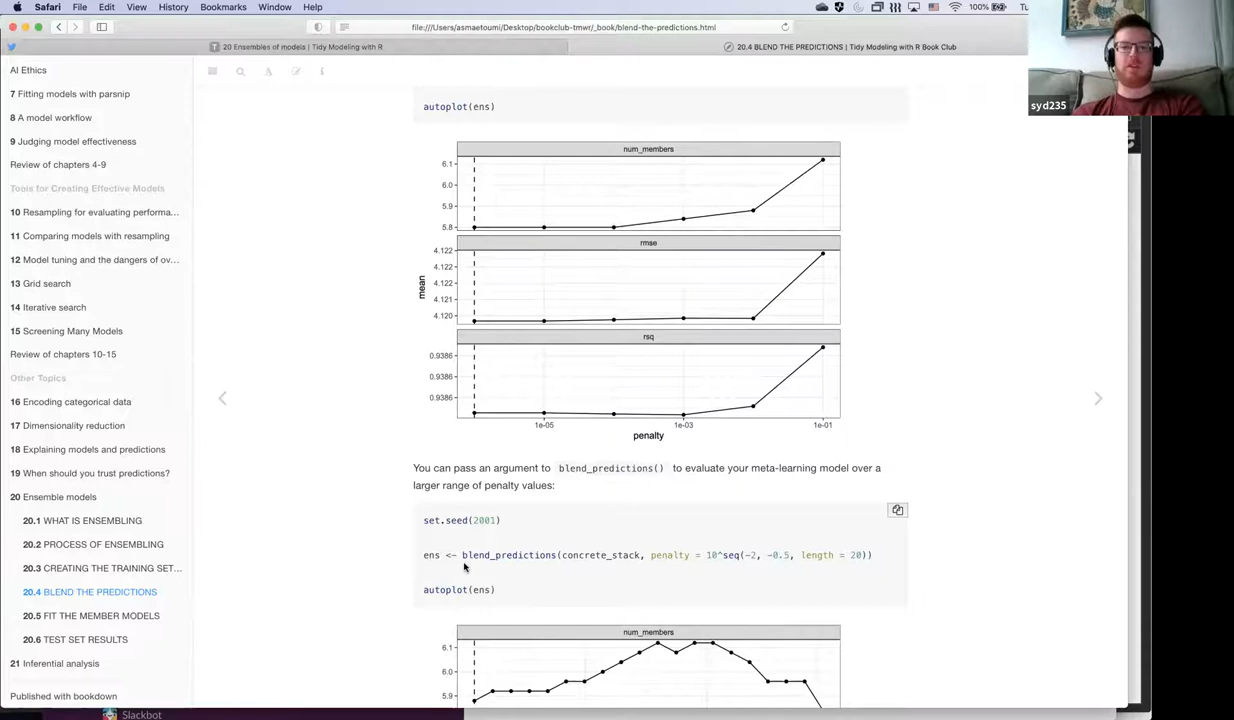 Safari File Edit View History Bookmarks Window Help 100% Tu
file:///Users/asmaetoumi/Desktop/bookclub-tmwr/_book/blend-the-predictions.html
20 Ensembles of models | Tidy Modeling with R
20.4 BLEND THE PREDICTIONS | Tidy Modeling with R Book Club
syd235
AI Ethics
7 Fitting models with parsnip
8 A model workflow
9 Judging model effectiveness
Review of chapters 4-9
Tools for Creating Effective Models
10 Resampling for evaluating performa...
11 Comparing models with resampling
12 Model tuning and the dangers of ov...
13 Grid search
14 Iterative search
15 Screening Many Models
Review of chapters 10-15
Other Topics
16 Encoding categorical data
17 Dimensionality reduction
18 Explaining models and predictions
19 When should you trust predictions?
20 Ensemble models
20.1 WHAT IS ENSEMBLING
20.2 PROCESS OF ENSEMBLING
20.3 CREATING THE TRAINING SET...
20.4 BLEND THE PREDICTIONS
20.5 FIT THE MEMBER MODELS
20.6 TEST SET RESULTS
21 Inferential analysis
Published with bookdown
Slackbot
autoplot(ens)
num_members
6.1
6.0
5.9
5.8
rmse
4.122
4.122
4.122
4.121
4.120
mean
rsq
0.9386
0.9386
0.9386
1e-05 1e-03 1e-01
penalty
You can pass an argument to blend_predictions() to evaluate your meta-learning model over a
larger range of penalty values:
set.seed(2001)
ens <- blend_predictions(concrete_stack, penalty = 10^seq(-2, -0.5, length = 20))
autoplot(ens)
num_members
6.1
6.0
5.9